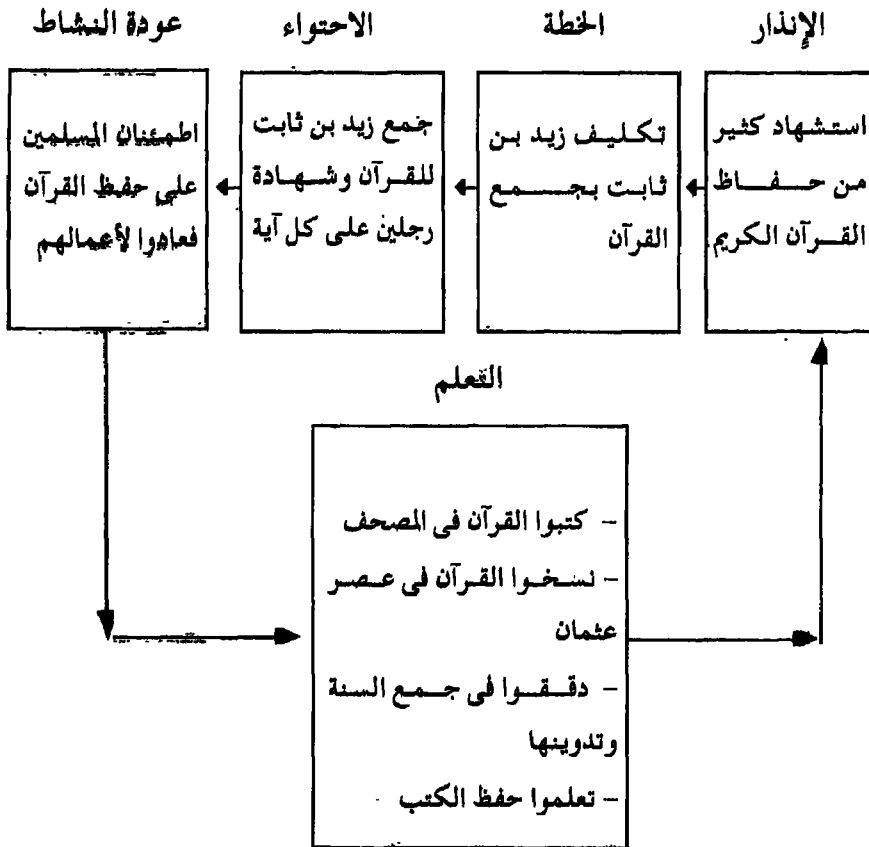 الإنذار
الخطة
الاحتواء
عودة النشاط
استشهاد كثير
من حفاظ
القرآن الكريم
تكليف زيد بن
ثابت بجمع
القرآن
جمع زيد بن ثابت
للقرآن وشهادة
رجلين على كل آية
اطمئنان المسلمين
على حفظ القرآن
فعادوا لأعمالهم
التعلم
- كتبوا القرآن فى المصحف
- نسخوا القرآن فى عصر
عثمان
- دققوا فى جمع السنة
وتدوينها
- تعلموا حفظ الكتب